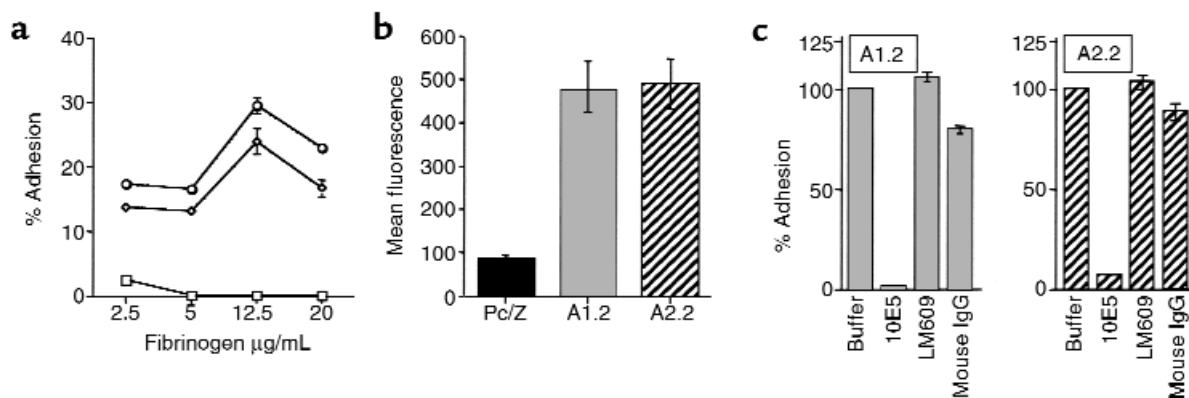 a
40
30
20
10
0
% Adhesion
2.5 5 12.5 20
Fibrinogen µg/mL
b
600
500
400
300
200
100
0
Mean fluorescence
Pc/Z A1.2 A2.2
c
A1.2
125
100
50
0
% Adhesion
Buffer
10E5
LM609
Mouse IgG
A2.2
125
100
50
0
Buffer
10E5
LM609
Mouse IgG